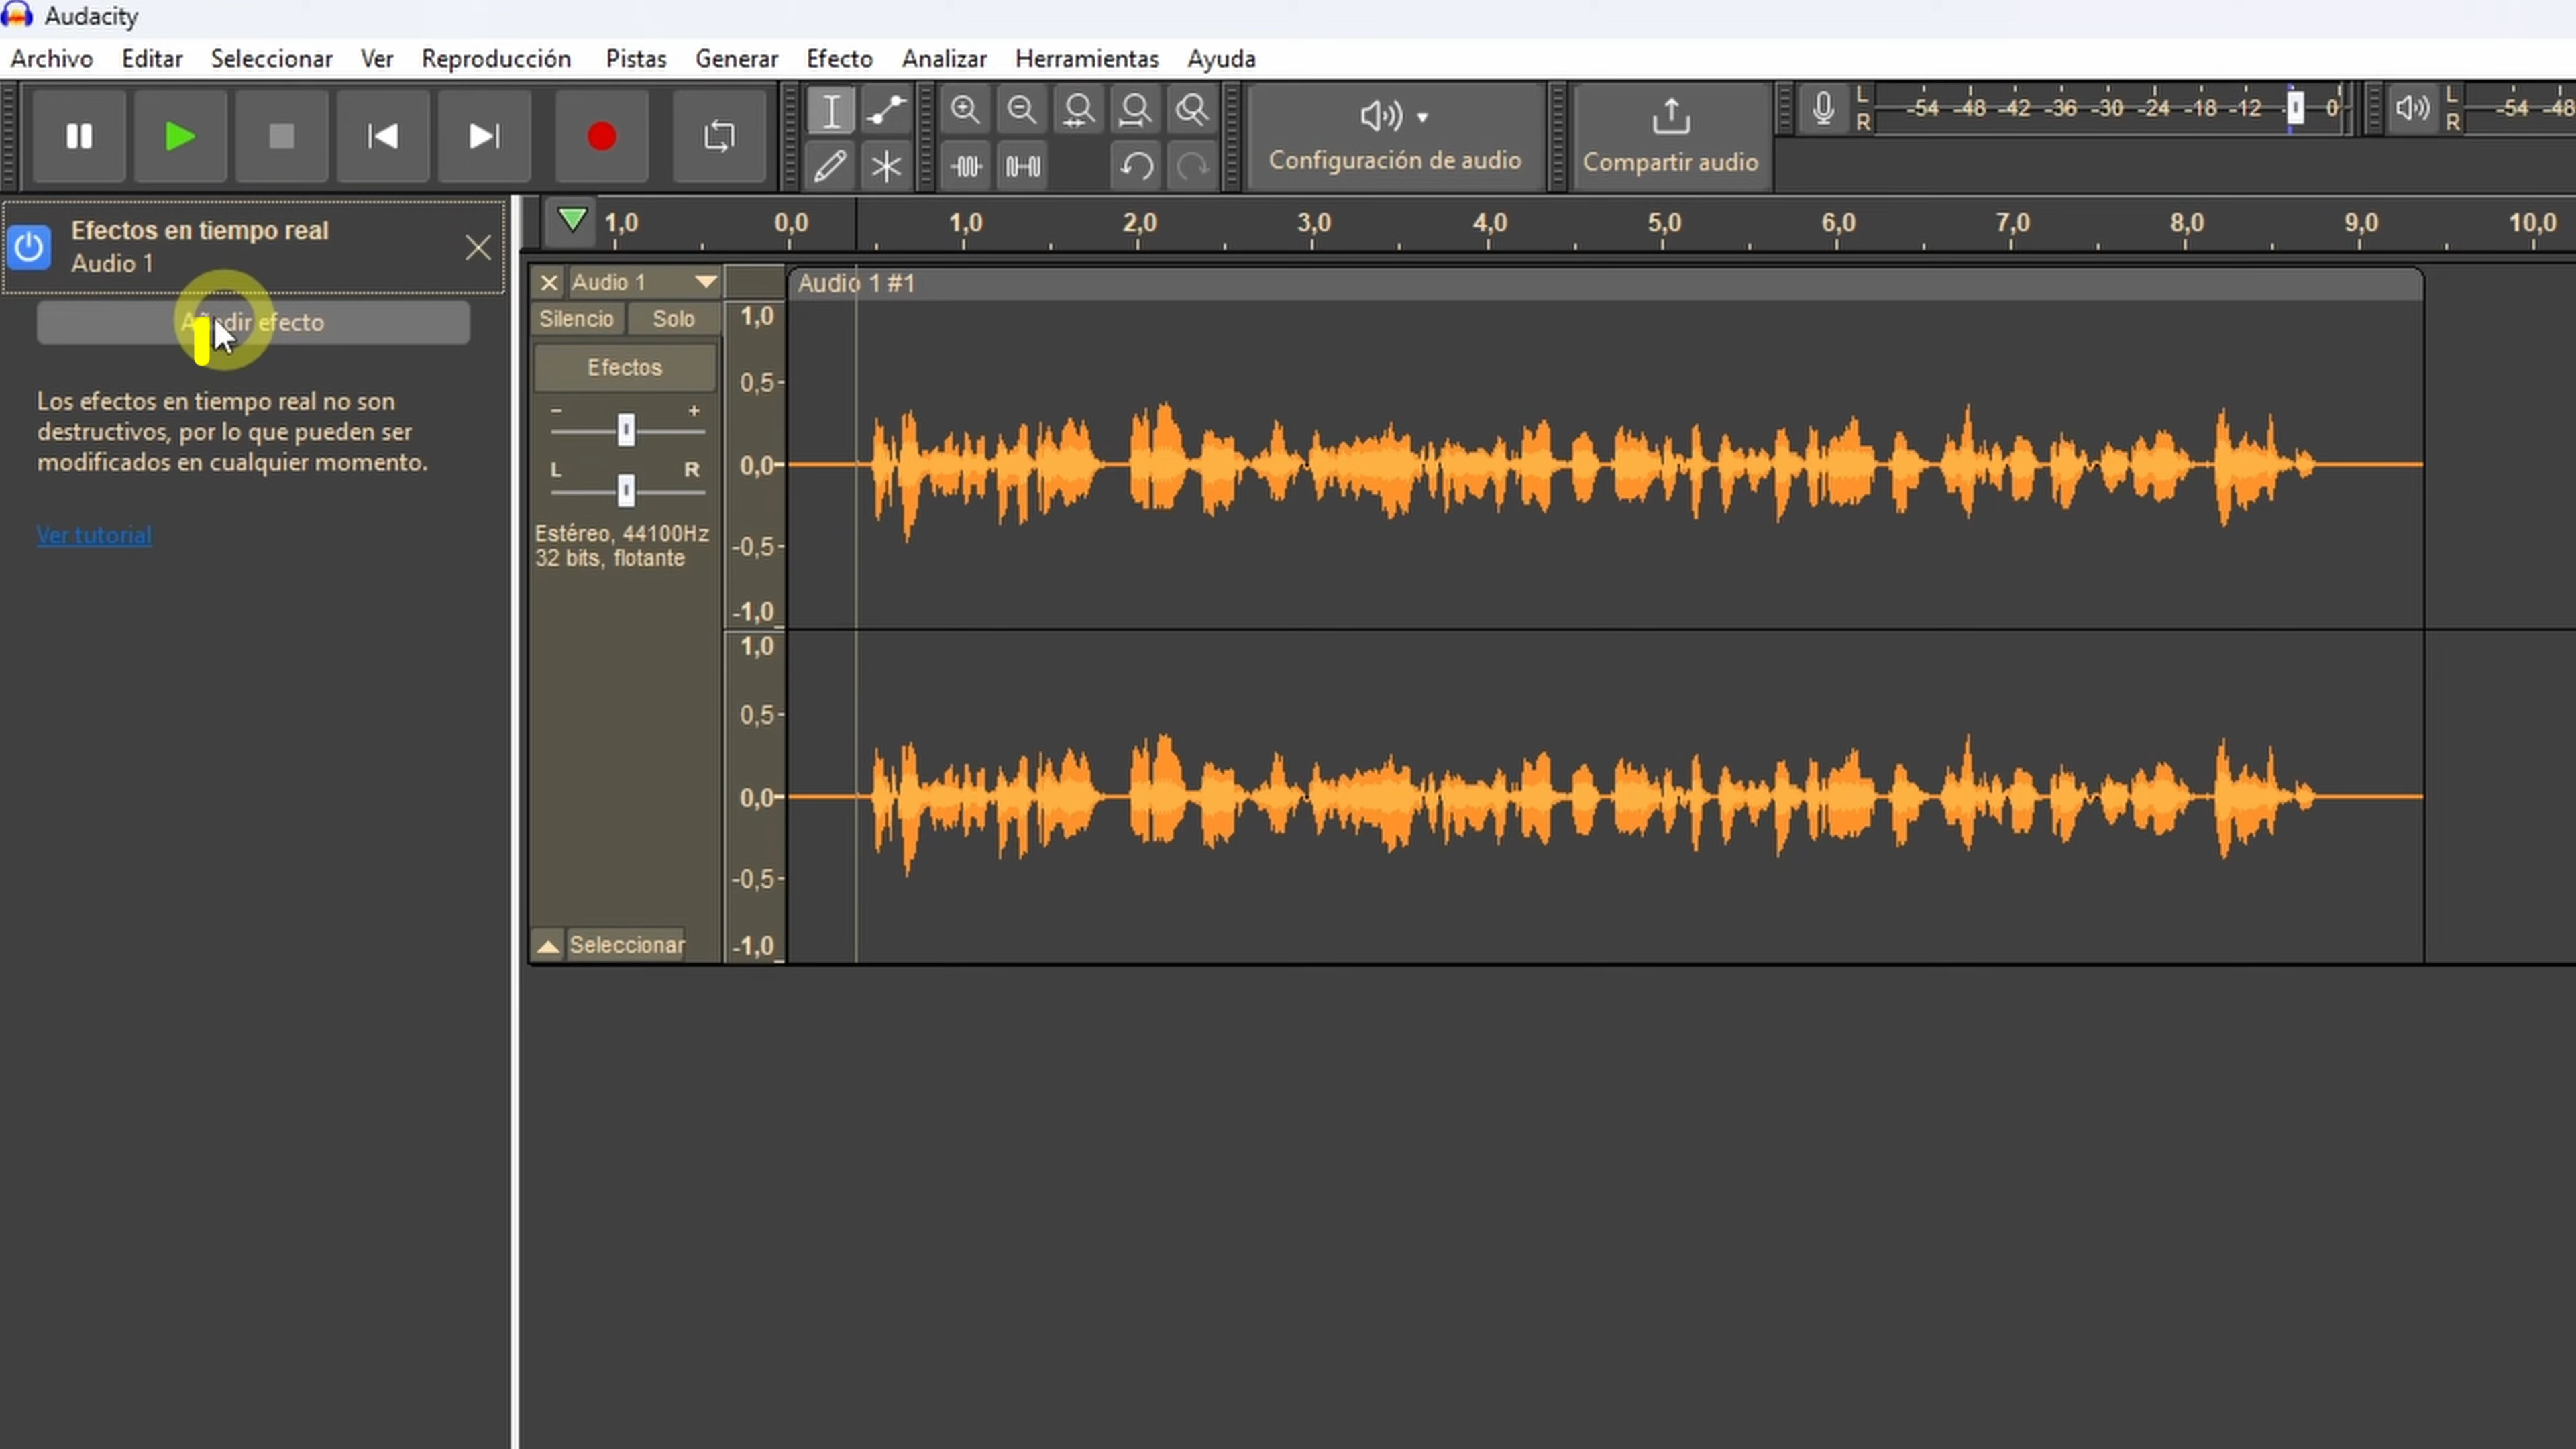 Audacity
Archivo Editar Seleccionar Ver Reproducción Pistas Generar Efecto Analizar Herramientas Ayuda
Configuración de audio
Compartir audio
L
R
-54 -48 -42 -36 -30 -24 -18 -12 0
L
R
-54 -48
Efectos en tiempo real
Audio 1
Añadir efecto
Los efectos en tiempo real no son
destructivos, por lo que pueden ser
modificados en cualquier momento.
Ver tutorial
1,0 0,0 1,0 2,0 3,0 4,0 5,0 6,0 7,0 8,0 9,0 10,0
Audio 1
Audio 1 #1
Silencio Solo
Efectos
- +
L R
Estéreo, 44100Hz
32 bits, flotante
Seleccionar
1,0
0,5
0,0
-0,5
-1,0
1,0
0,5
0,0
-0,5
-1,0